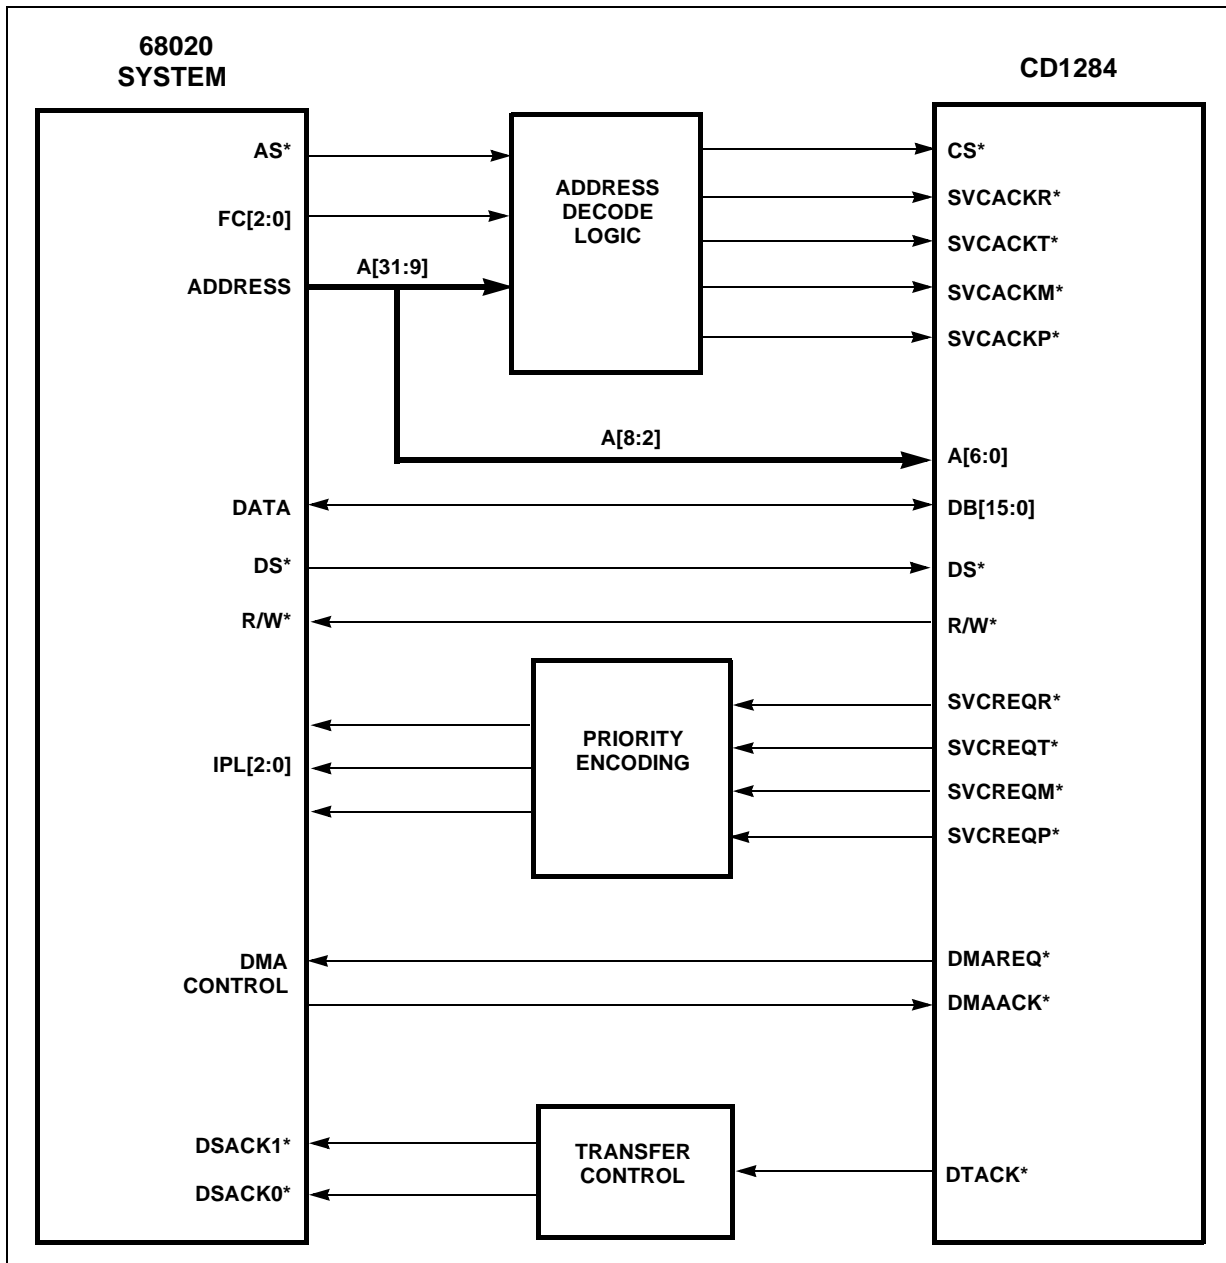 68020
SYSTEM
CD1284
AS*
FC[2:0]
ADDRESS
A[31:9]
ADDRESS
DECODE
LOGIC
CS*
SVCACKR*
SVCACKT*
SVCACKM*
SVCACKP*
A[8:2]
A[6:0]
DATA
DB[15:0]
DS*
DS*
R/W*
R/W*
IPL[2:0]
PRIORITY
ENCODING
SVCREQR*
SVCREQT*
SVCREQM*
SVCREQP*
DMA
CONTROL
DMAREQ*
DMAACK*
DSACK1*
DSACK0*
TRANSFER
CONTROL
DTACK*